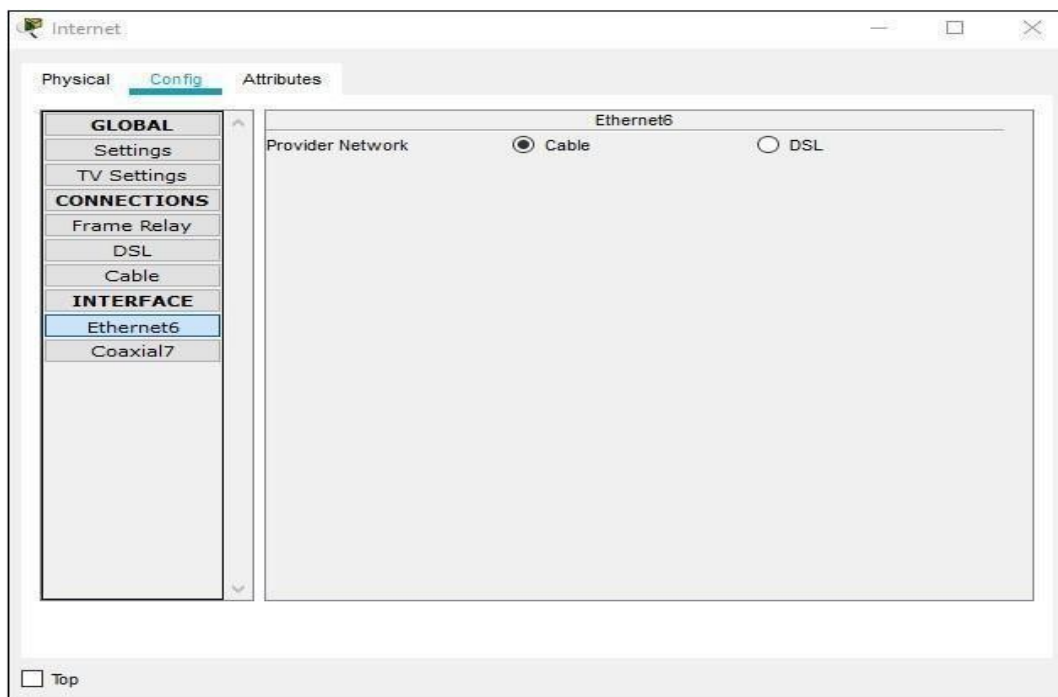 Internet
Physical Config Attributes
GLOBAL
Settings
TV Settings
CONNECTIONS
Frame Relay
DSL
Cable
INTERFACE
Ethernet6
Coaxial7
Ethernet6
Provider Network Cable DSL
Top